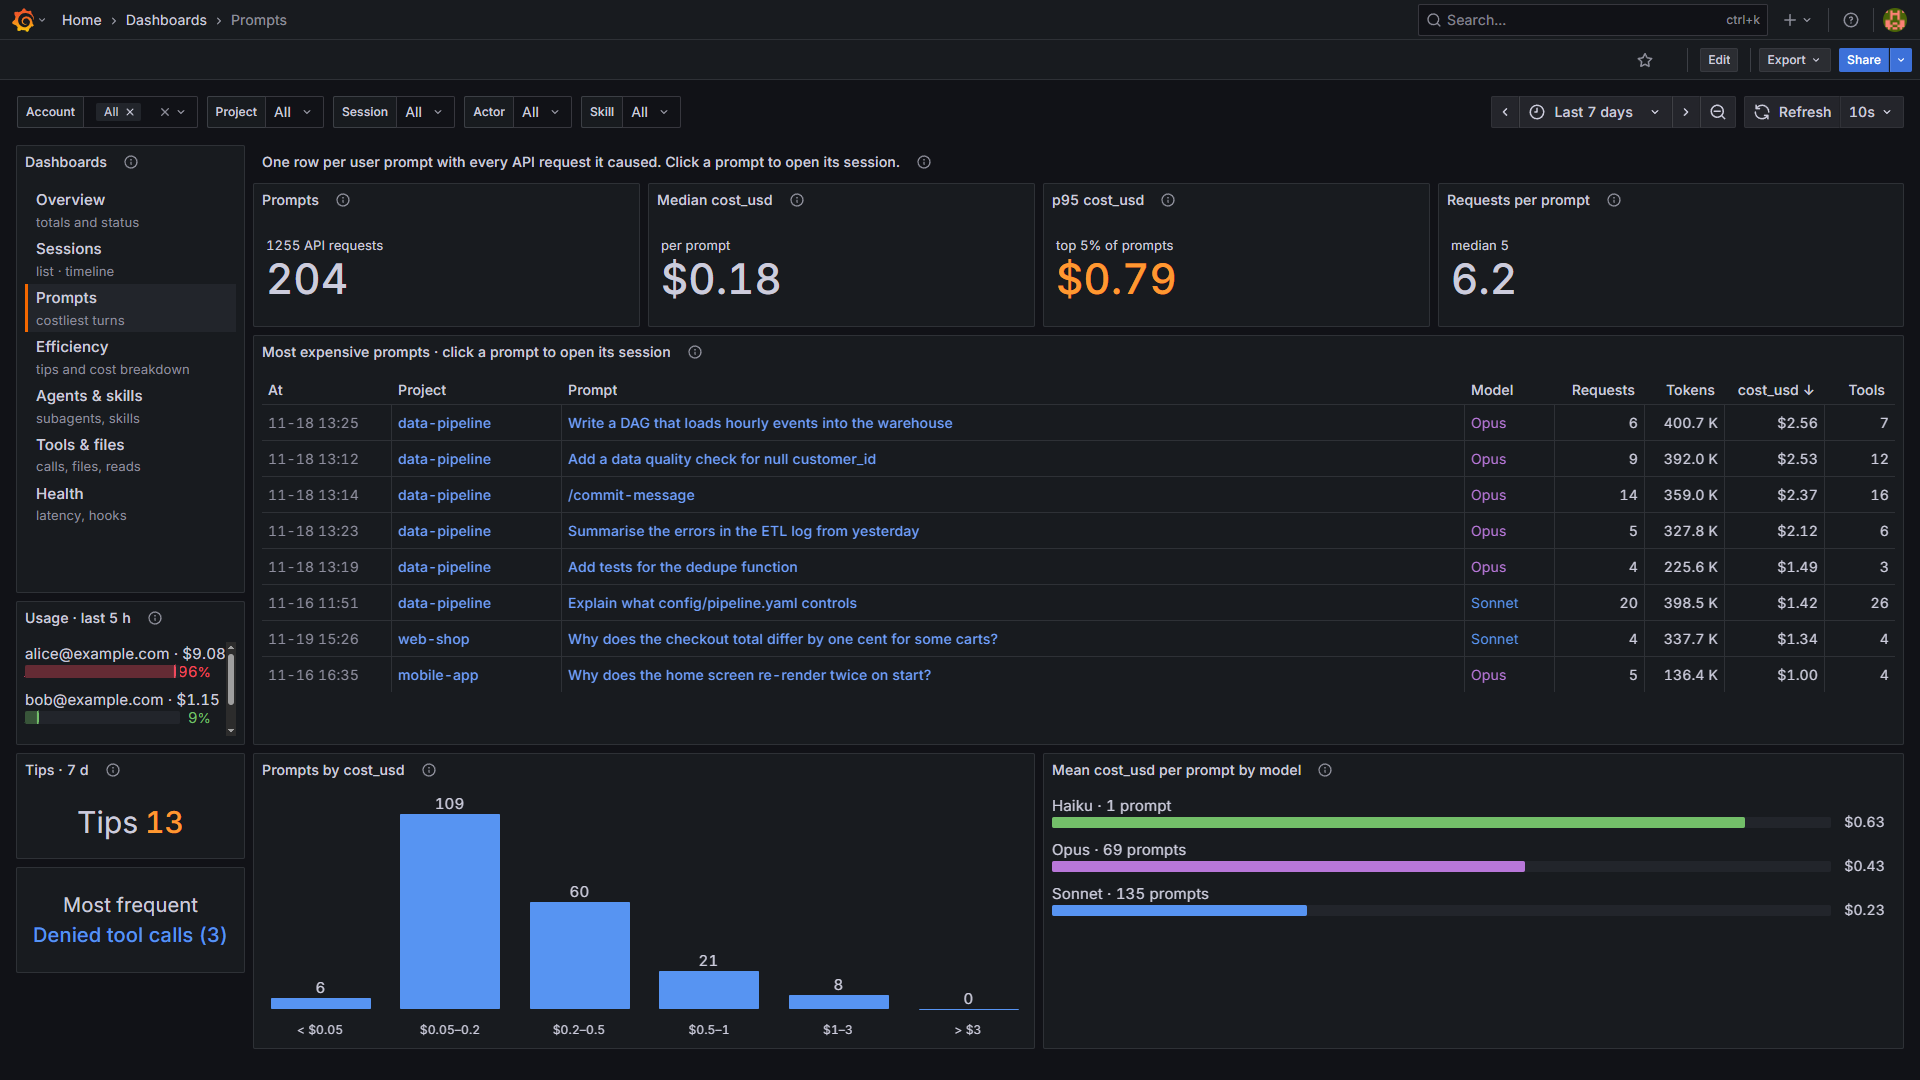 Home › Dashboards › Prompts
Search... ctrl+k
Edit Export Share
Account All Project All Session All Actor All Skill All
Last 7 days Refresh 10s
Dashboards
Overview
totals and status
Sessions
list · timeline
Prompts
costliest turns
Efficiency
tips and cost breakdown
Agents & skills
subagents, skills
Tools & files
calls, files, reads
Health
latency, hooks
Usage · last 5 h
alice@example.com · $9.08
96%
bob@example.com · $1.15
9%
Tips · 7 d
Tips 13
Most frequent
Denied tool calls (3)
One row per user prompt with every API request it caused. Click a prompt to open its session.
Prompts
1255 API requests
204
Median cost_usd
per prompt
$0.18
p95 cost_usd
top 5% of prompts
$0.79
Requests per prompt
median 5
6.2
Most expensive prompts · click a prompt to open its session
At Project Prompt Model Requests Tokens cost_usd ↓ Tools
11-18 13:25 data-pipeline Write a DAG that loads hourly events into the warehouse Opus 6 400.7 K $2.56 7
11-18 13:12 data-pipeline Add a data quality check for null customer_id Opus 9 392.0 K $2.53 12
11-18 13:14 data-pipeline /commit-message Opus 14 359.0 K $2.37 16
11-18 13:23 data-pipeline Summarise the errors in the ETL log from yesterday Opus 5 327.8 K $2.12 6
11-18 13:19 data-pipeline Add tests for the dedupe function Opus 4 225.6 K $1.49 3
11-16 11:51 data-pipeline Explain what config/pipeline.yaml controls Sonnet 20 398.5 K $1.42 26
11-19 15:26 web-shop Why does the checkout total differ by one cent for some carts? Sonnet 4 337.7 K $1.34 4
11-16 16:35 mobile-app Why does the home screen re-render twice on start? Opus 5 136.4 K $1.00 4
Prompts by cost_usd
6 109 60 21 8 0
< $0.05 $0.05–0.2 $0.2–0.5 $0.5–1 $1–3 > $3
Mean cost_usd per prompt by model
Haiku · 1 prompt
$0.63
Opus · 69 prompts
$0.43
Sonnet · 135 prompts
$0.23